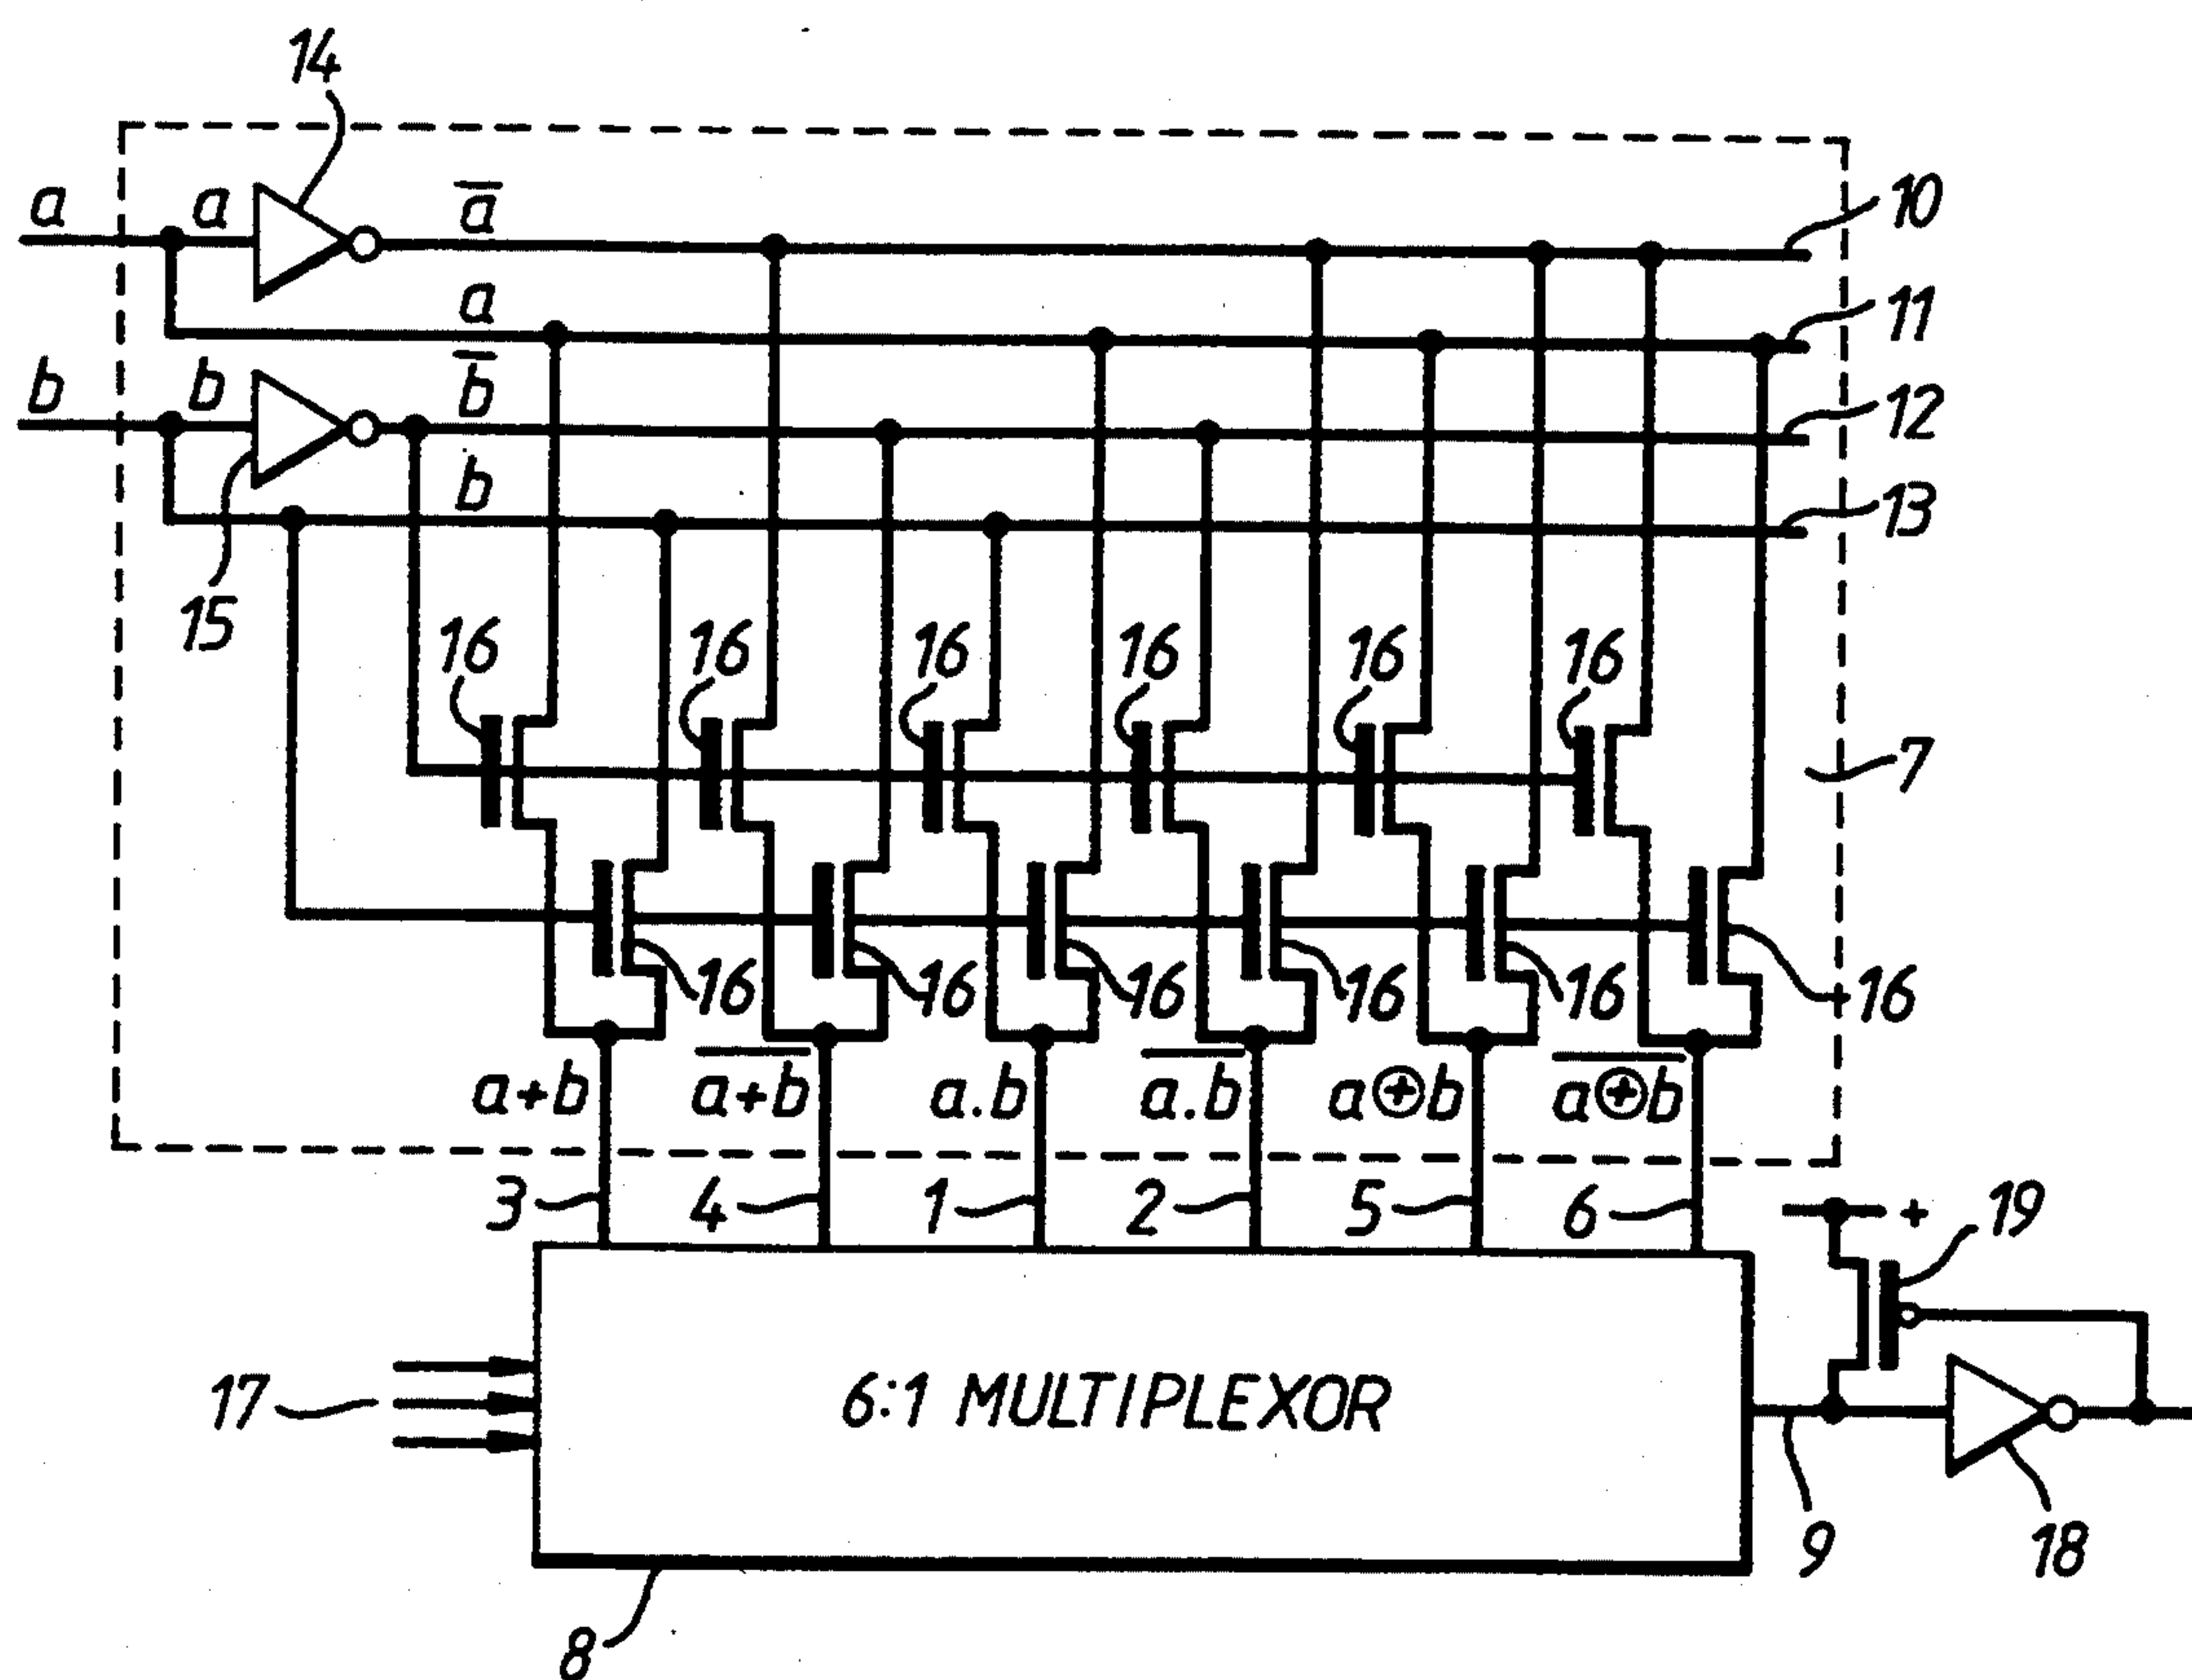 14
a a a̅ 10
a 11
b b b̅ 12
b 13
15 16 16 16 16 16 16
7
16 16 16 16 16 16
a+b a̅+̅b̅ a.b a̅.̅b̅ a⊕b a̅⊕̅b̅
3 4 1 2 5 6 + 19
17 6:1 MULTIPLEXOR
9 18
8